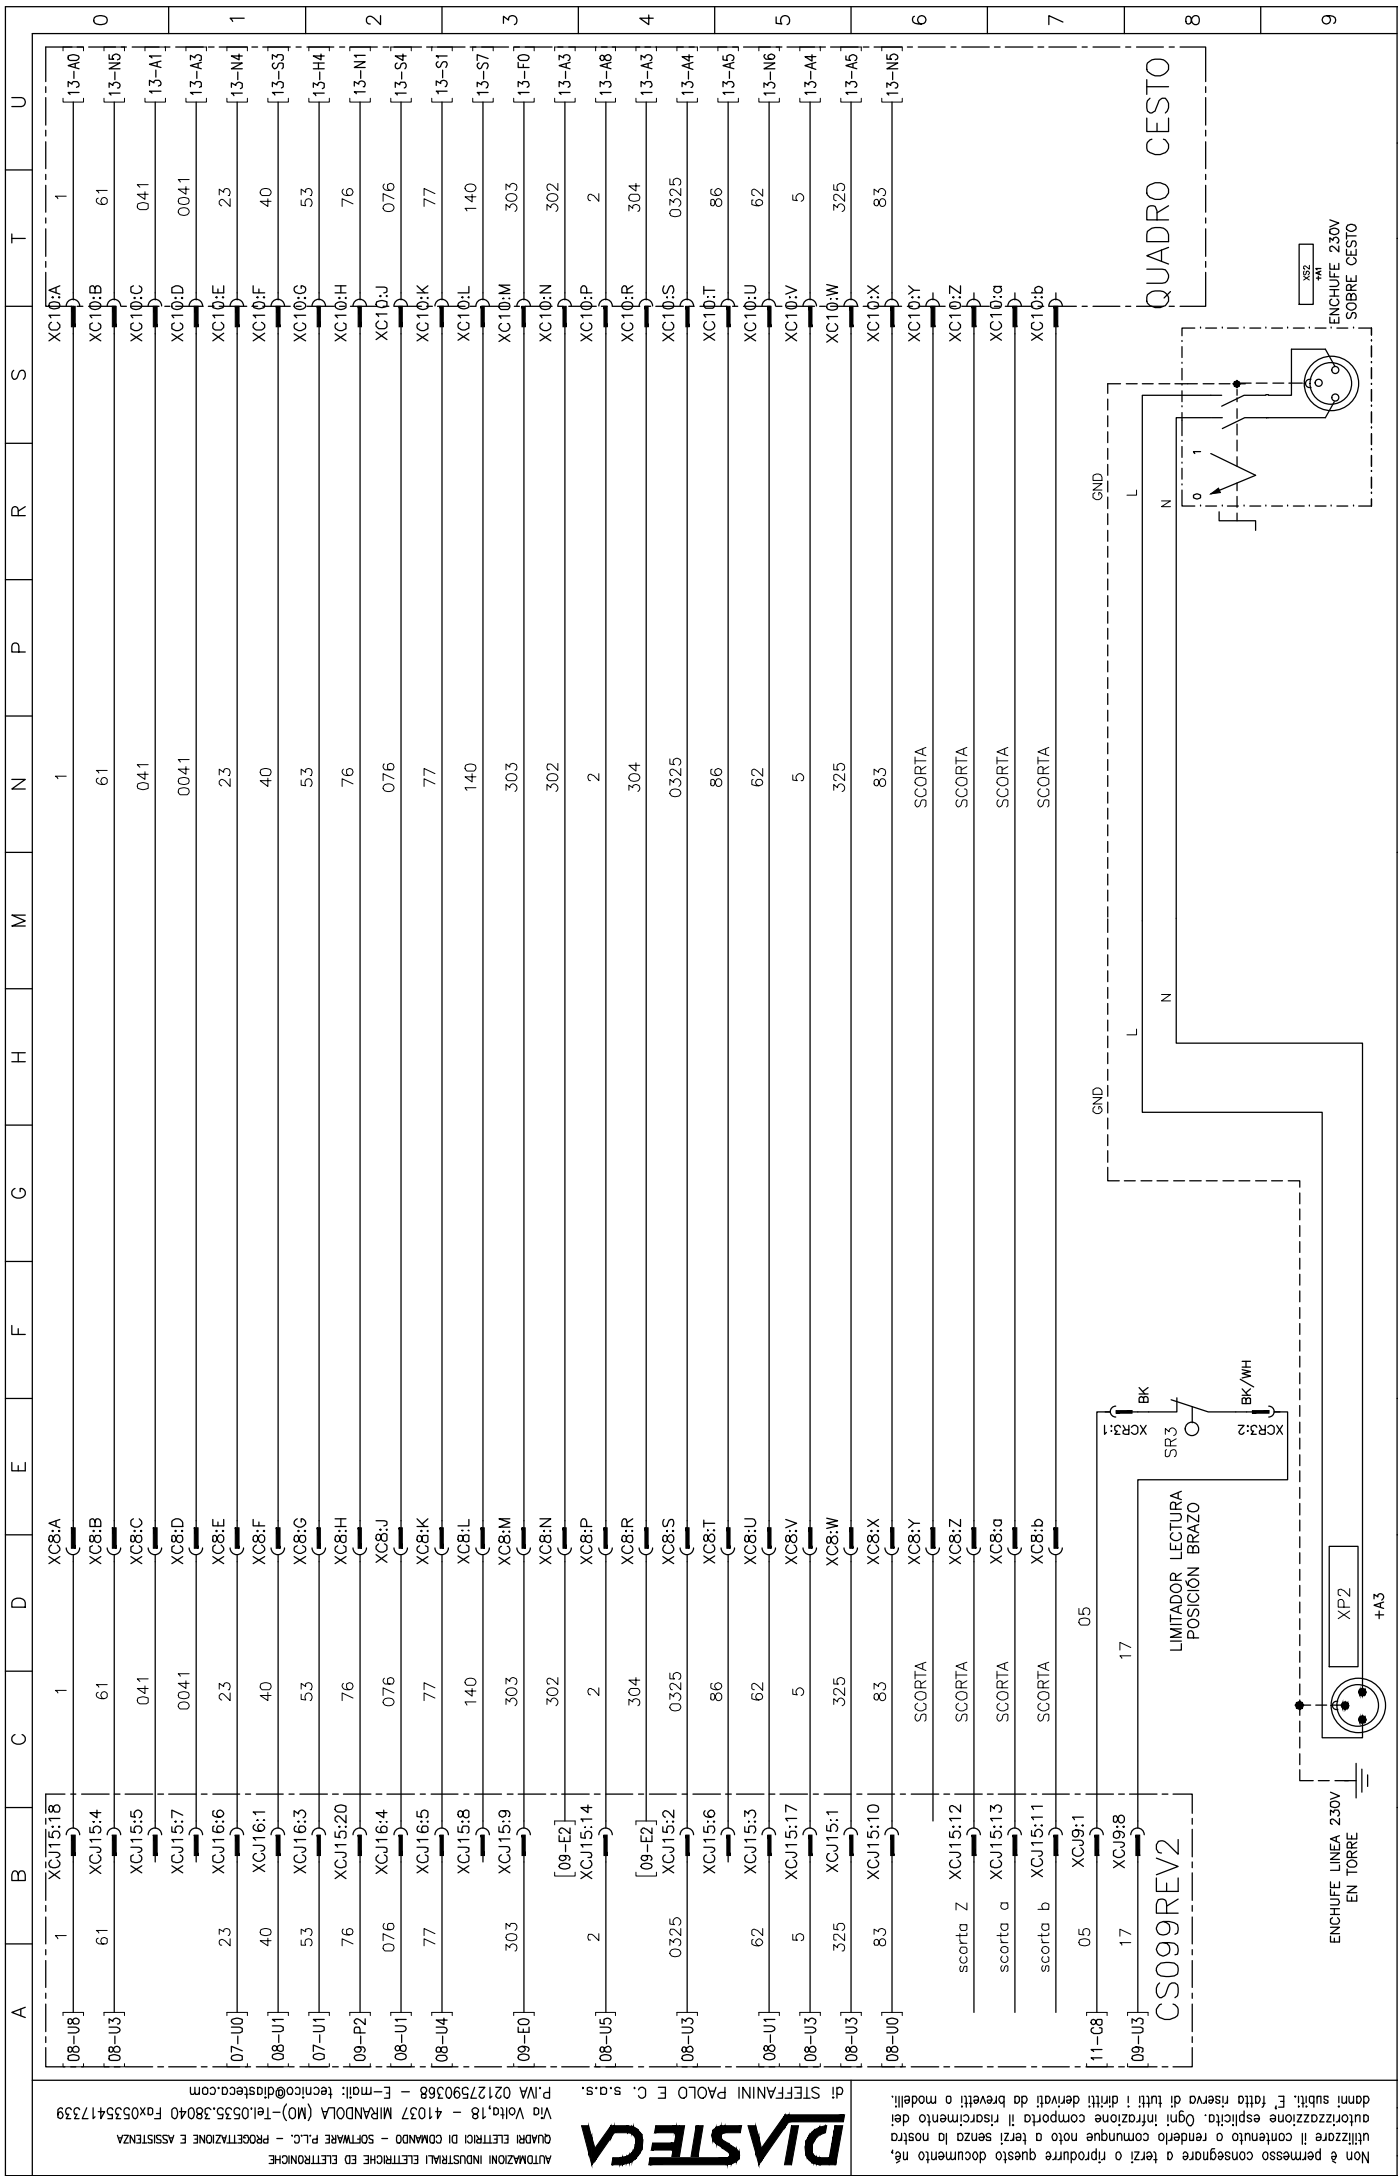 0 1 2 3 4 5 6 7 8 9
U T S R P N M H G F E D C B A
13-A0 1 XC10:A 1 XC8:A 1 XCJ15:18 1 08-U8
13-N5 61 XC10:B 61 XC8:B 61 XCJ15:4 61 08-U3
13-A1 041 XC10:C 041 XC8:C 041 XCJ15:5
13-A3 0041 XC10:D 0041 XC8:D 0041 XCJ15:7
13-N4 23 XC10:E 23 XC8:E 23 XCJ16:6 23 07-U0
13-S3 40 XC10:F 40 XC8:F 40 XCJ16:1 40 08-U1
13-H4 53 XC10:G 53 XC8:G 53 XCJ16:3 53 07-U1
13-N1 76 XC10:H 76 XC8:H 76 XCJ15:20 76 09-P2
13-S4 076 XC10:J 076 XC8:J 076 XCJ16:4 076 08-U1
13-S1 77 XC10:K 77 XC8:K 77 XCJ16:5 77 08-U4
13-S7 140 XC10:L 140 XC8:L 140 XCJ15:8
13-F0 303 XC10:M 303 XC8:M 303 XCJ15:9 303 09-E0
13-A3 302 XC10:N 302 XC8:N 302 09-E2
13-A8 2 XC10:P 2 XC8:P 2 XCJ15:14 2 08-U5
13-A3 304 XC10:R 304 XC8:R 304 09-E2
13-A4 0325 XC10:S 0325 XC8:S 0325 XCJ15:2 0325 08-U3
13-A5 86 XC10:T 86 XC8:T 86 XCJ15:6
13-N6 62 XC10:U 62 XC8:U 62 XCJ15:3 62 08-U1
13-A4 5 XC10:V 5 XC8:V 5 XCJ15:17 5 08-U3
13-A5 325 XC10:W 325 XC8:W 325 XCJ15:1 325 08-U3
13-N5 83 XC10:X 83 XC8:X 83 XCJ15:10 83 08-U0
XC10:Y SCORTA XC8:Y SCORTA
XC10:Z SCORTA XC8:Z SCORTA XCJ15:12 scorta Z
XC10:a SCORTA XC8:a SCORTA XCJ15:13 scorta a
XC10:b SCORTA XC8:b SCORTA XCJ15:11 scorta b
05 XCJ9:1 05 11-C8
17 XCJ9:8 17 09-U3
QUADRO CESTO
CS099REV2
XCR3:1 BK
SR3
XCR3:2 BK/WH
LIMITADOR LECTURA
POSICIÓN BRAZO
GND L N
GND L N
0 1
XS2
+A1
ENCHUFE 230V
SOBRE CESTO
XP2
+A3
ENCHUFE LINEA 230V
EN TORRE
DIASTECA
di STEFFANINI PAOLO E C. s.a.s.
AUTOMAZIONI INDUSTRIALI ELETTRICHE ED ELETTRONICHE
QUADRI ELETTRICI DI COMANDO - SOFTWARE P.L.C. - PROGETTAZIONE E ASSISTENZA
Via Volta,18 - 41037 MIRANDOLA (MO)-Tel.0535.38040 Fax0535417339
P.IVA 02127590368 - E-mail: tecnico@diasteca.com
Non è permesso consegnare a terzi o riprodurre questo documento, né,
utilizzare il contenuto o renderlo comunque noto a terzi senza la nostra
autorizzazione esplicita. Ogni infrazione comporta il risarcimento dei
danni subiti. E' fatta riserva di tutti i diritti derivati da brevetti o modelli.